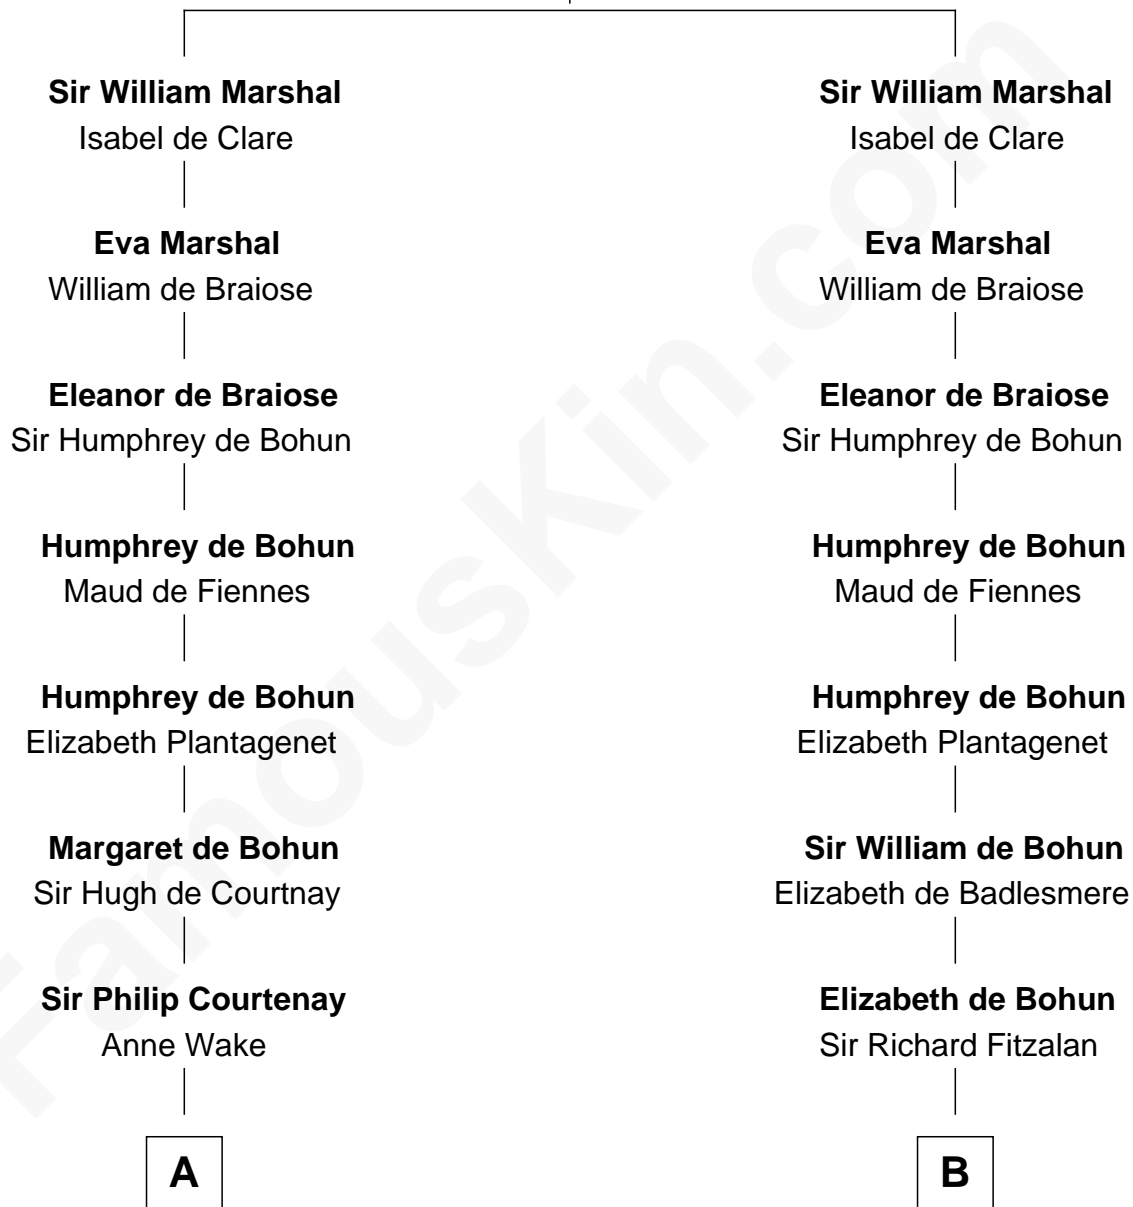 Sir William Marshal
Isabel de Clare
Eva Marshal
William de Braiose
Eleanor de Braiose
Sir Humphrey de Bohun
Humphrey de Bohun
Maud de Fiennes
Humphrey de Bohun
Elizabeth Plantagenet
Margaret de Bohun
Sir Hugh de Courtnay
Sir Philip Courtenay
Anne Wake
A
Sir William Marshal
Isabel de Clare
Eva Marshal
William de Braiose
Eleanor de Braiose
Sir Humphrey de Bohun
Humphrey de Bohun
Maud de Fiennes
Humphrey de Bohun
Elizabeth Plantagenet
Sir William de Bohun
Elizabeth de Badlesmere
Elizabeth de Bohun
Sir Richard Fitzalan
B
FamousKin.com